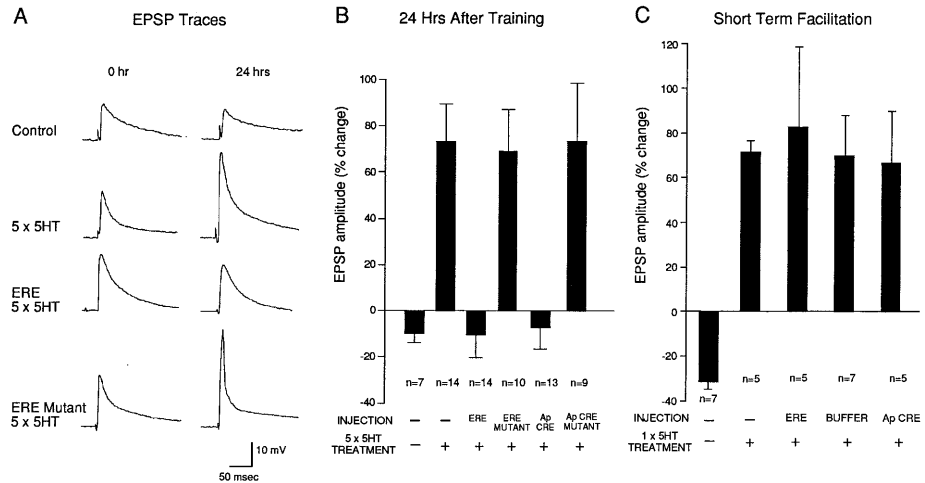 A
EPSP Traces
0 hr
24 hrs
Control
5 x 5HT
ERE
5 x 5HT
ERE Mutant
5 x 5HT
10 mV
50 msec
B
24 Hrs After Training
EPSP amplitude (% change)
100
80
60
40
20
0
-20
-40
n=7 n=14 n=14 n=10 n=13 n=9
INJECTION – – ERE ERE MUTANT Ap CRE Ap CRE MUTANT
5 x 5HT
TREATMENT – + + + + +
C
Short Term Facilitation
EPSP amplitude (% change)
120
100
80
60
40
20
0
-20
-40
n=7 n=5 n=5 n=7 n=5
INJECTION – – ERE BUFFER Ap CRE
1 x 5HT
TREATMENT – + + + +